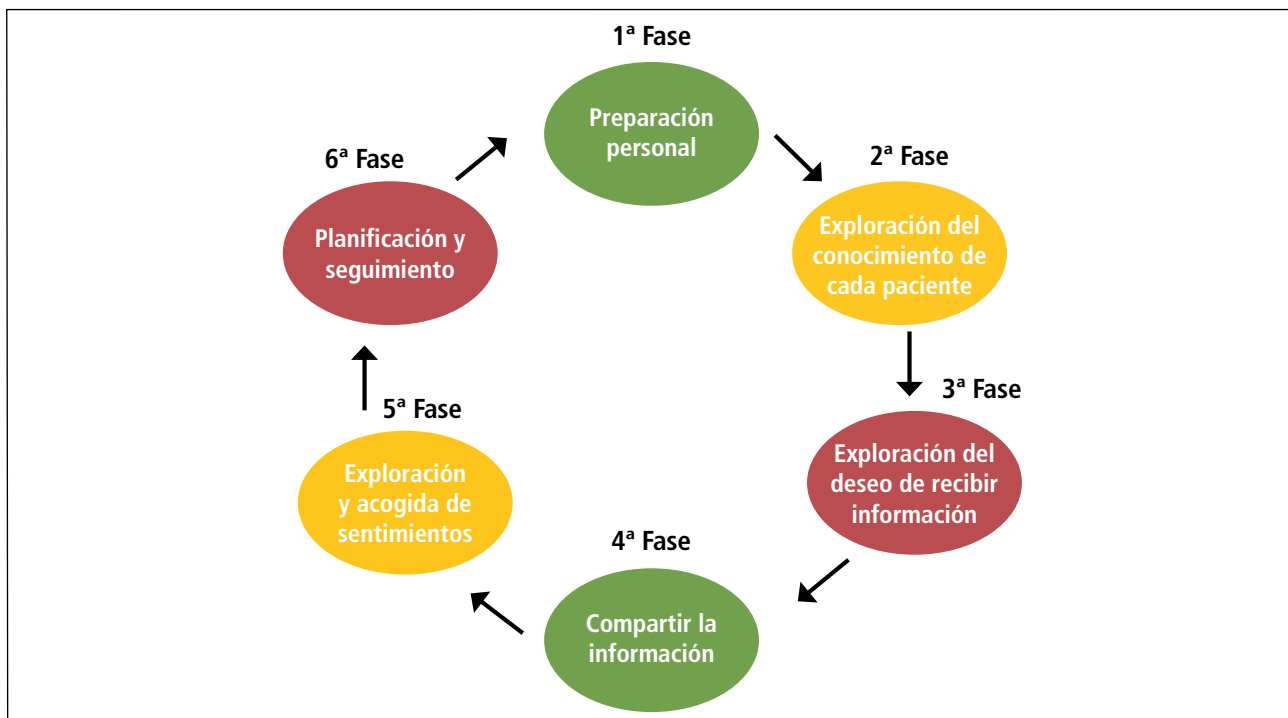 1ª Fase
Preparación
personal
2ª Fase
Exploración del
conocimiento de
cada paciente
3ª Fase
Exploración del
deseo de recibir
información
4ª Fase
Compartir la
información
5ª Fase
Exploración
y acogida de
sentimientos
6ª Fase
Planificación y
seguimiento